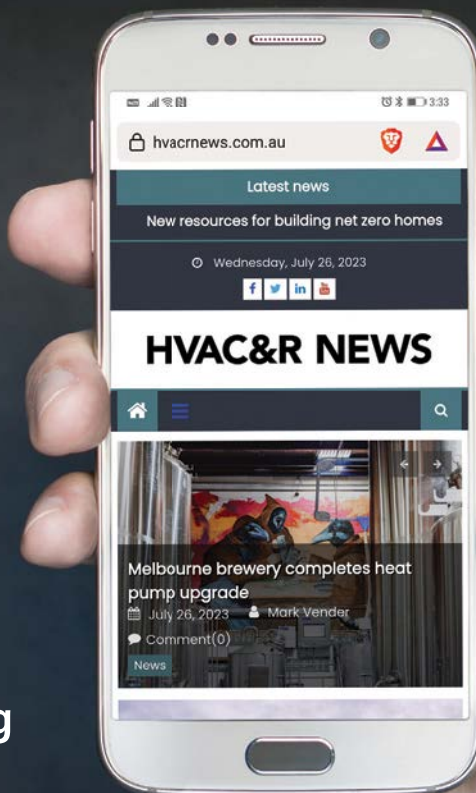 3:33
hvacrnews.com.au
Latest news
New resources for building net zero homes
Wednesday, July 26, 2023
f in
HVAC&R NEWS
Melbourne brewery completes heat
pump upgrade
July 26, 2023 Mark Vender
Comment(0)
News
g